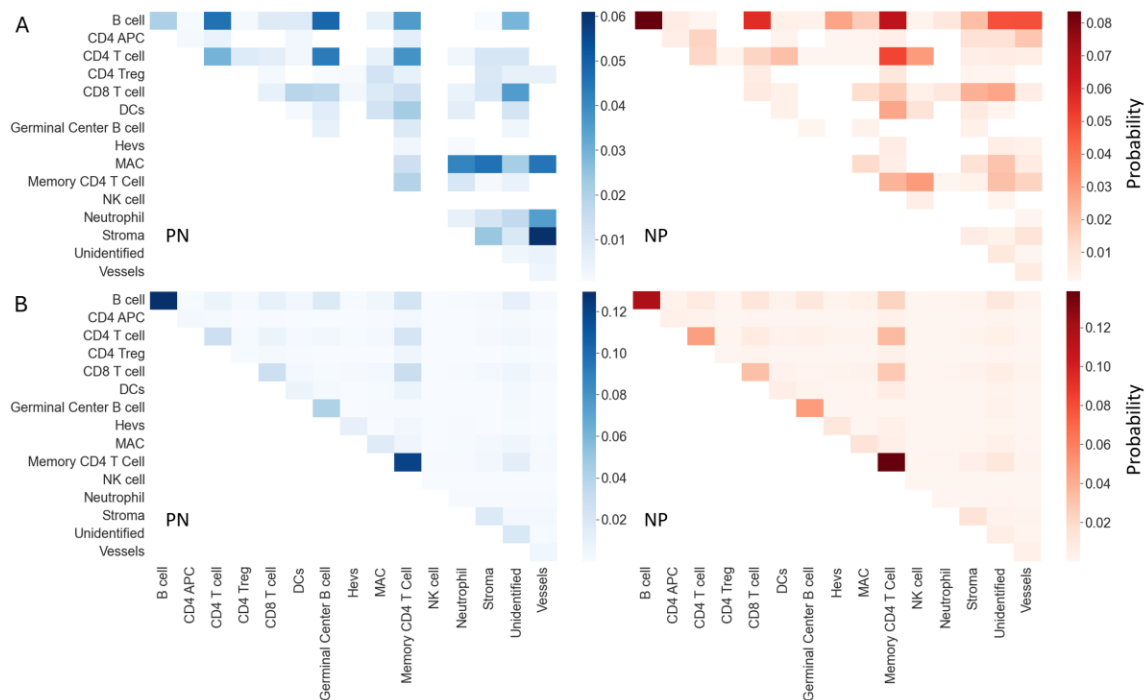 A
B cell
CD4 APC
CD4 T cell
CD4 Treg
CD8 T cell
DCs
Germinal Center B cell
Hevs
MAC
Memory CD4 T Cell
NK cell
Neutrophil
Stroma
Unidentified
Vessels
PN
0.06
0.05
0.04
0.03
0.02
0.01
NP
0.08
0.07
0.06
0.05
0.04
0.03
0.02
0.01
Probability
B
B cell
CD4 APC
CD4 T cell
CD4 Treg
CD8 T cell
DCs
Germinal Center B cell
Hevs
MAC
Memory CD4 T Cell
NK cell
Neutrophil
Stroma
Unidentified
Vessels
PN
0.12
0.10
0.08
0.06
0.04
0.02
NP
0.12
0.10
0.08
0.06
0.04
0.02
Probability
B cell
CD4 APC
CD4 T cell
CD4 Treg
CD8 T cell
DCs
Germinal Center B cell
Hevs
MAC
Memory CD4 T Cell
NK cell
Neutrophil
Stroma
Unidentified
Vessels
B cell
CD4 APC
CD4 T cell
CD4 Treg
CD8 T cell
DCs
Germinal Center B cell
Hevs
MAC
Memory CD4 T Cell
NK cell
Neutrophil
Stroma
Unidentified
Vessels